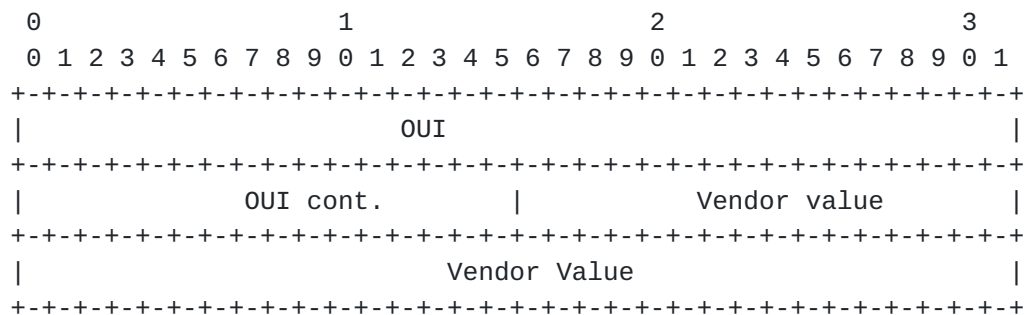 0                   1                   2                   3
 0 1 2 3 4 5 6 7 8 9 0 1 2 3 4 5 6 7 8 9 0 1 2 3 4 5 6 7 8 9 0 1
+-+-+-+-+-+-+-+-+-+-+-+-+-+-+-+-+-+-+-+-+-+-+-+-+-+-+-+-+-+-+-+-+
|                        OUI                                    |
+-+-+-+-+-+-+-+-+-+-+-+-+-+-+-+-+-+-+-+-+-+-+-+-+-+-+-+-+-+-+-+-+
|              OUI cont.        |           Vendor value        |
+-+-+-+-+-+-+-+-+-+-+-+-+-+-+-+-+-+-+-+-+-+-+-+-+-+-+-+-+-+-+-+-+
|                           Vendor Value                        |
+-+-+-+-+-+-+-+-+-+-+-+-+-+-+-+-+-+-+-+-+-+-+-+-+-+-+-+-+-+-+-+-+